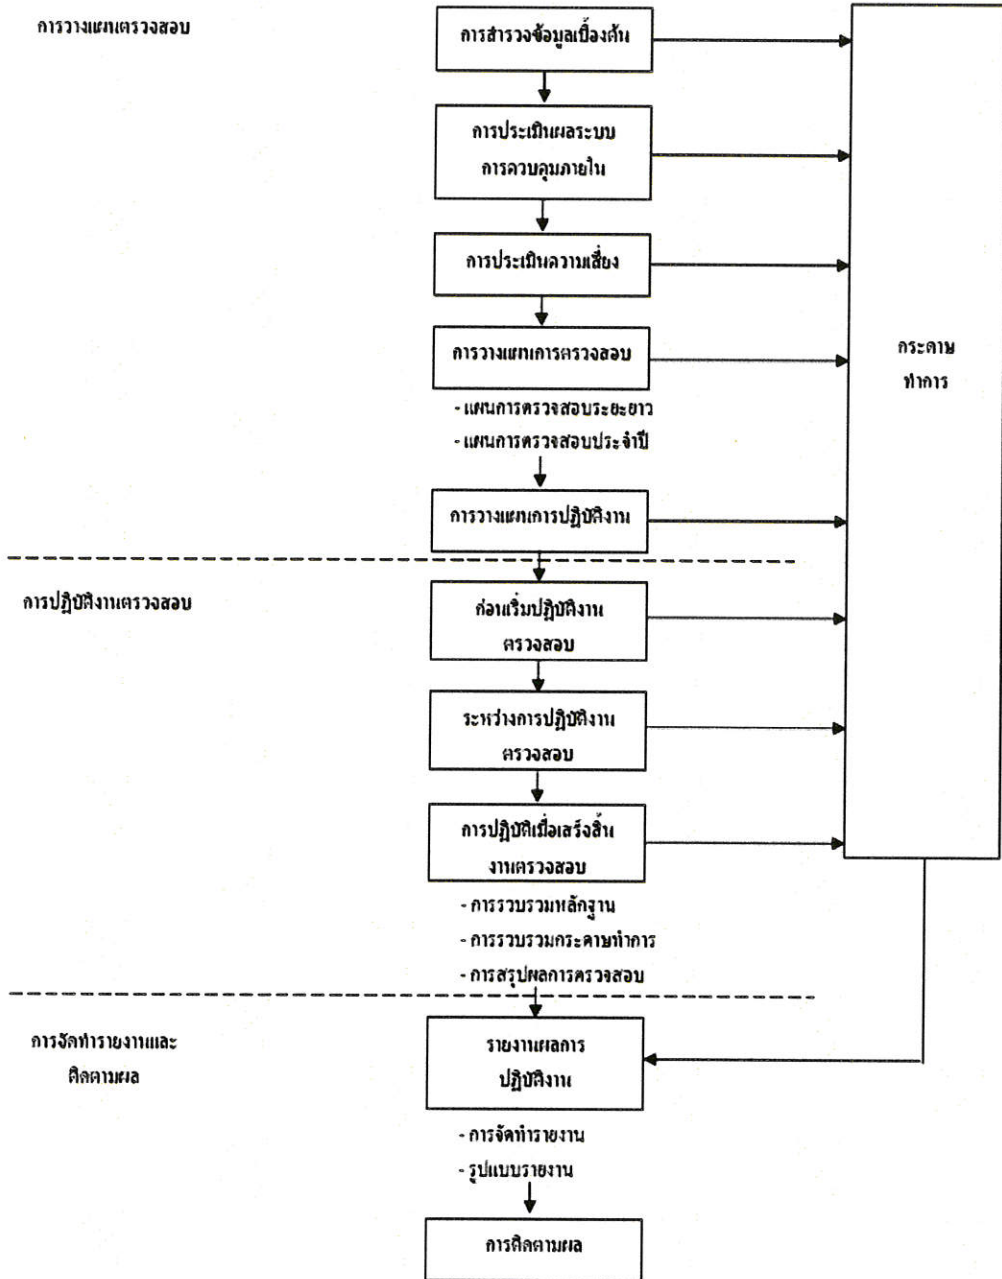 การวางแผนตรวจสอบ
การสำรวจข้อมูลเบื้องต้น
การประเมินผลระบบ
การควบคุมภายใน
การประเมินความเสี่ยง
การวางแผนการตรวจสอบ
- แผนการตรวจสอบระยะยาว
- แผนการตรวจสอบประจำปี
การวางแผนการปฏิบัติงาน
กระดาษ
ทำการ
การปฏิบัติงานตรวจสอบ
ก่อนเริ่มปฏิบัติงาน
ตรวจสอบ
ระหว่างการปฏิบัติงาน
ตรวจสอบ
การปฏิบัติเมื่อเสร็จสิ้น
งานตรวจสอบ
- การรวบรวมหลักฐาน
- การรวบรวมกระดาษทำการ
- การสรุปผลการตรวจสอบ
การจัดทำรายงานและ
ติดตามผล
รายงานผลการ
ปฏิบัติงาน
- การจัดทำรายงาน
- รูปแบบรายงาน
การติดตามผล